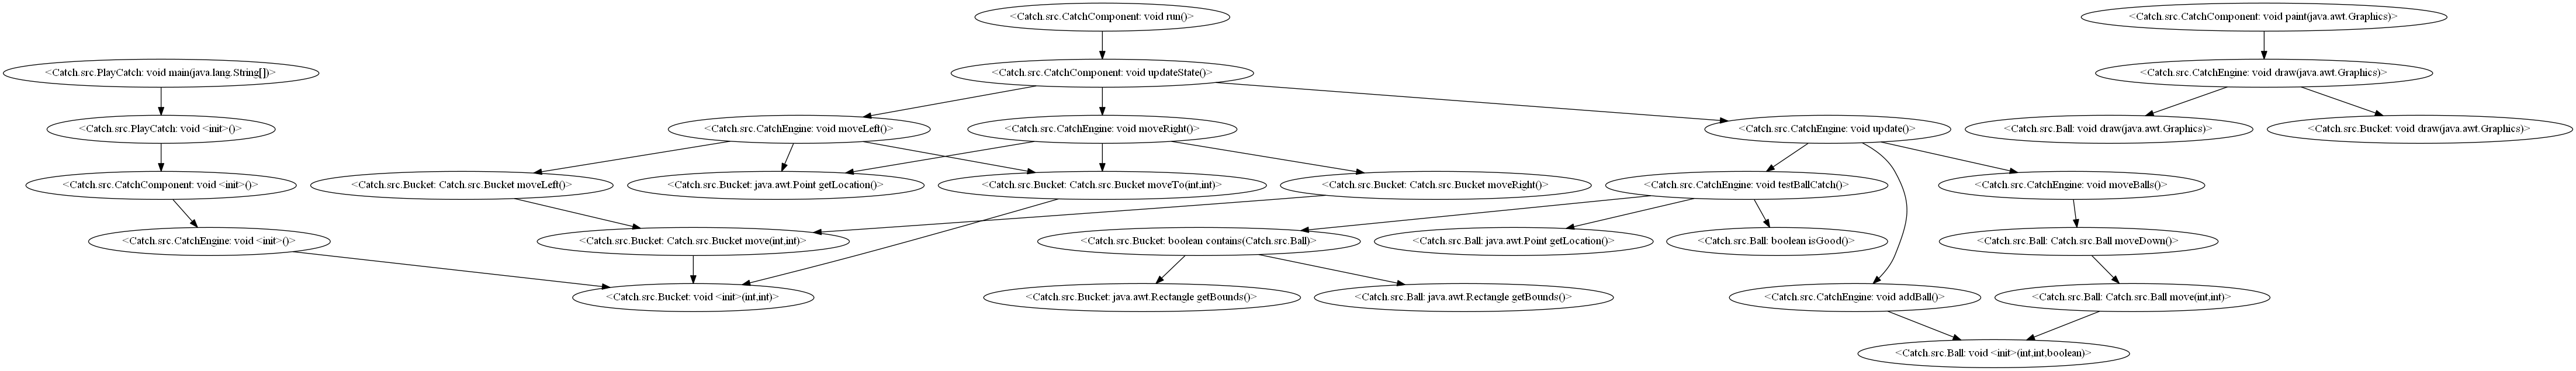 <Catch.src.CatchComponent: void run()>
<Catch.src.CatchComponent: void paint(java.awt.Graphics)>
<Catch.src.PlayCatch: void main(java.lang.String[])>
<Catch.src.CatchComponent: void updateState()>
<Catch.src.CatchEngine: void draw(java.awt.Graphics)>
<Catch.src.PlayCatch: void <init>()>
<Catch.src.CatchEngine: void moveLeft()>
<Catch.src.CatchEngine: void moveRight()>
<Catch.src.CatchEngine: void update()>
<Catch.src.Ball: void draw(java.awt.Graphics)>
<Catch.src.Bucket: void draw(java.awt.Graphics)>
<Catch.src.CatchComponent: void <init>()>
<Catch.src.Bucket: Catch.src.Bucket moveLeft()>
<Catch.src.Bucket: java.awt.Point getLocation()>
<Catch.src.Bucket: Catch.src.Bucket moveTo(int,int)>
<Catch.src.Bucket: Catch.src.Bucket moveRight()>
<Catch.src.CatchEngine: void testBallCatch()>
<Catch.src.CatchEngine: void moveBalls()>
<Catch.src.CatchEngine: void <init>()>
<Catch.src.Bucket: Catch.src.Bucket move(int,int)>
<Catch.src.Bucket: boolean contains(Catch.src.Ball)>
<Catch.src.Ball: java.awt.Point getLocation()>
<Catch.src.Ball: boolean isGood()>
<Catch.src.Ball: Catch.src.Ball moveDown()>
<Catch.src.Bucket: void <init>(int,int)>
<Catch.src.Bucket: java.awt.Rectangle getBounds()>
<Catch.src.Ball: java.awt.Rectangle getBounds()>
<Catch.src.CatchEngine: void addBall()>
<Catch.src.Ball: Catch.src.Ball move(int,int)>
<Catch.src.Ball: void <init>(int,int,boolean)>